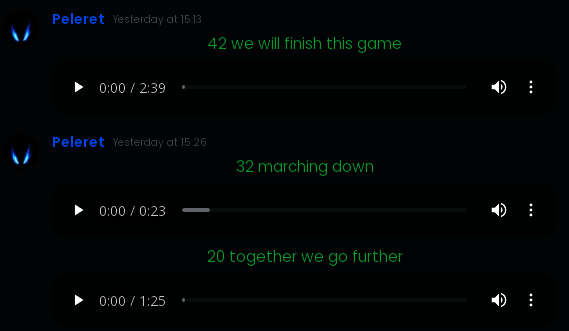 Peleret Yesterday at 15:13
42 we will finish this game
0:00 / 2:39
Peleret Yesterday at 15:26
32 marching down
0:00 / 0:23
20 together we go further
0:00 / 1:25